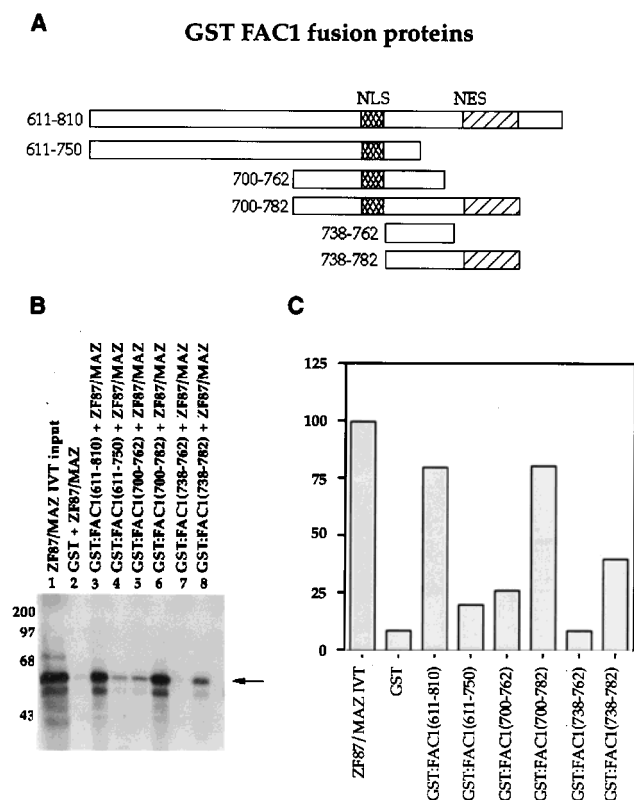 A
GST FAC1 fusion proteins
NLS NES
611-810
611-750
700-762
700-782
738-762
738-782
B
ZF87/MAZ IVT input
GST + ZF87/MAZ
GST:FAC1(611-810) + ZF87/MAZ
GST:FAC1(611-750) + ZF87/MAZ
GST:FAC1(700-762) + ZF87/MAZ
GST:FAC1(700-782) + ZF87/MAZ
GST:FAC1(738-762) + ZF87/MAZ
GST:FAC1(738-782) + ZF87/MAZ
1 2 3 4 5 6 7 8
200
97
68
43
C
125
100
75
50
25
0
ZF87/MAZ IVT
GST
GST:FAC1(611-810)
GST:FAC1(611-750)
GST:FAC1(700-762)
GST:FAC1(700-782)
GST:FAC1(738-762)
GST:FAC1(738-782)